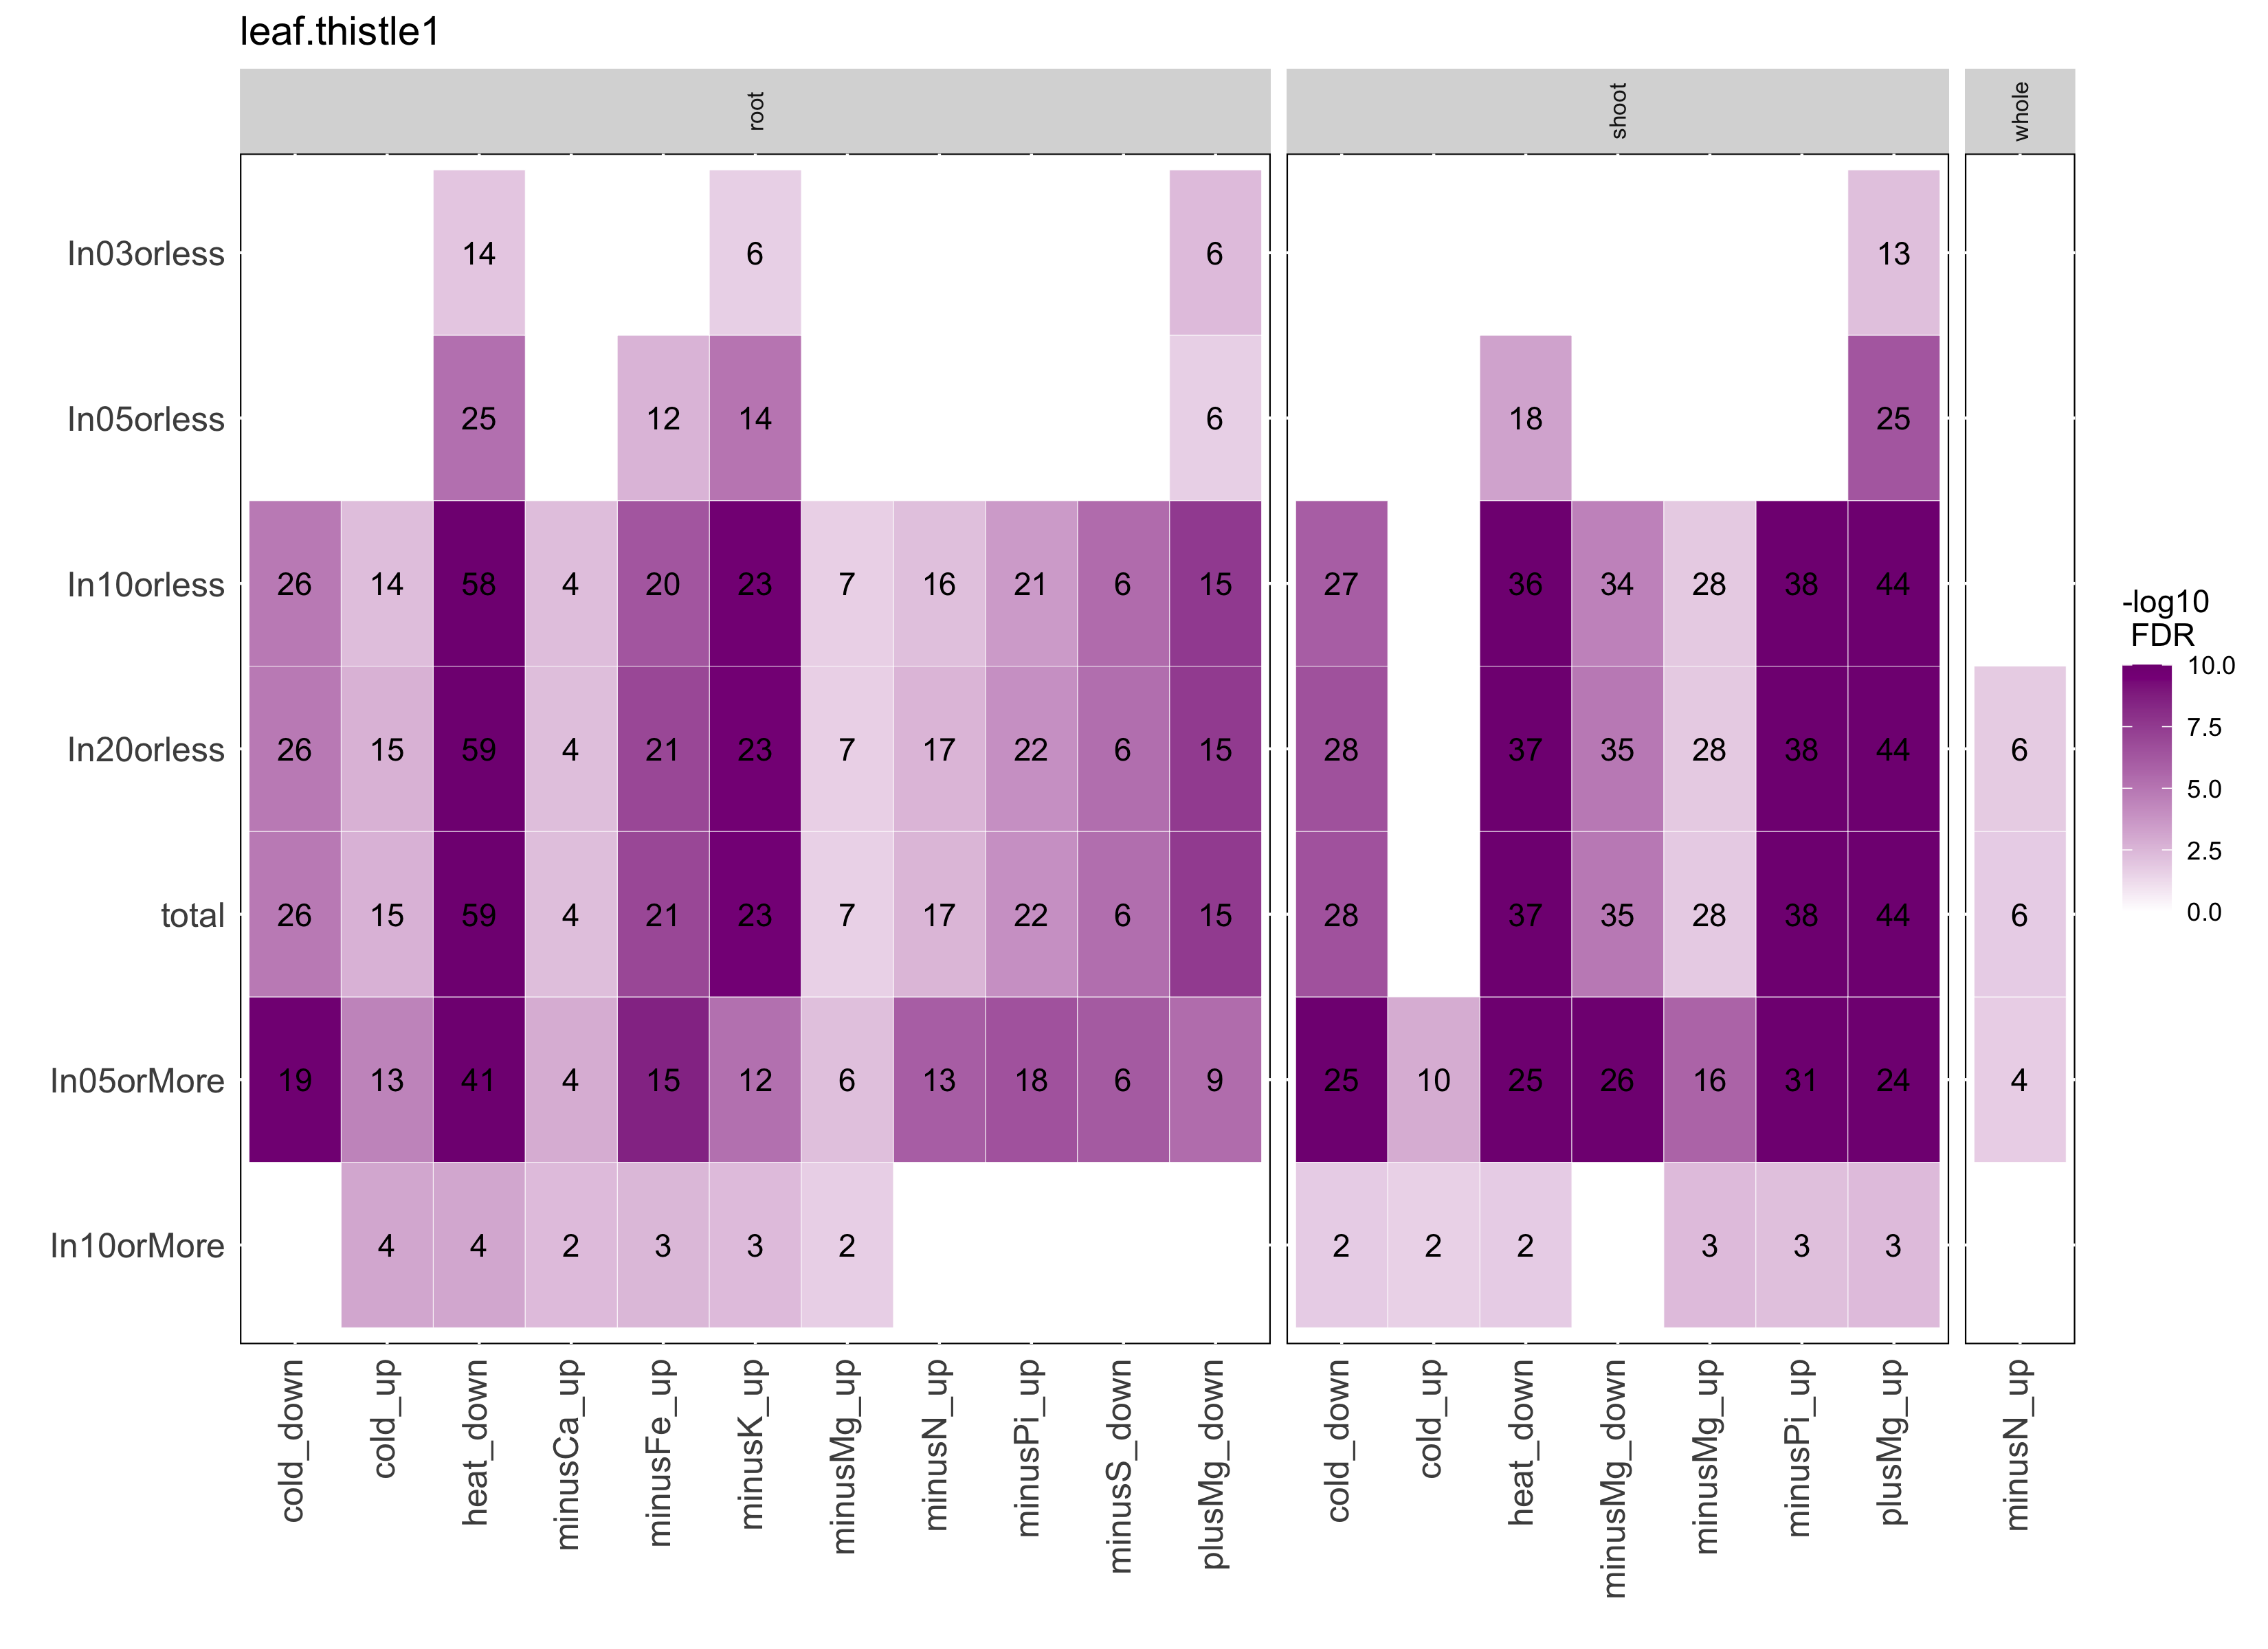 leaf.thistle1
root shoot whole
In03orless 14 6 6 13
In05orless 25 12 14 6 18 25
In10orless 26 14 58 4 20 23 7 16 21 6 15 27 36 34 28 38 44
In20orless 26 15 59 4 21 23 7 17 22 6 15 28 37 35 28 38 44 6
total 26 15 59 4 21 23 7 17 22 6 15 28 37 35 28 38 44 6
In05orMore 19 13 41 4 15 12 6 13 18 6 9 25 10 25 26 16 31 24 4
In10orMore 4 4 2 3 3 2 2 2 2 3 3 3
cold_down cold_up heat_down minusCa_up minusFe_up minusK_up minusMg_up minusN_up minusPi_up minusS_down plusMg_down cold_down cold_up heat_down minusMg_down minusMg_up minusPi_up plusMg_up minusN_up
-log10
FDR
10.0
7.5
5.0
2.5
0.0